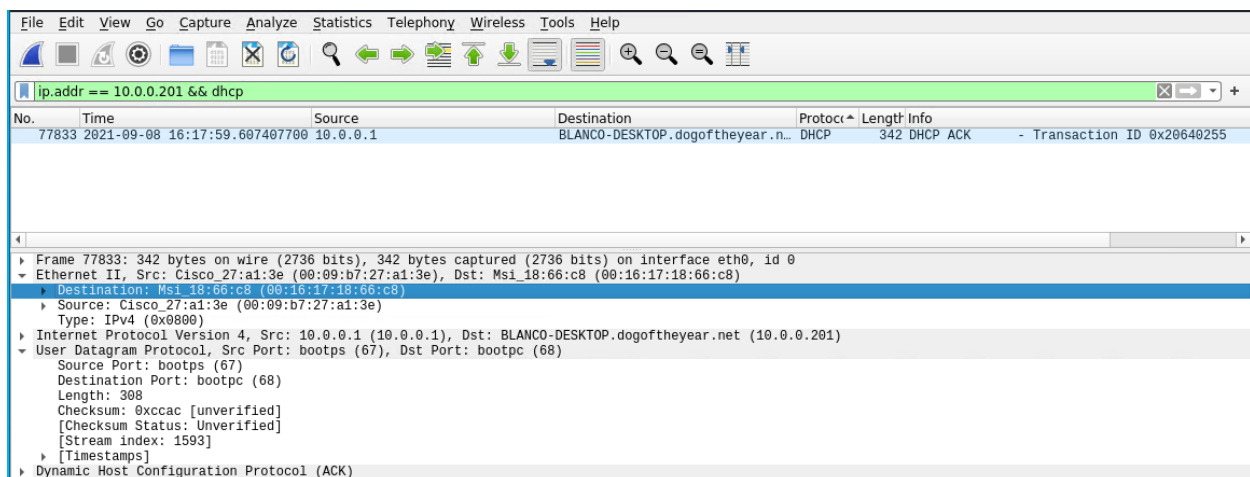 File Edit View Go Capture Analyze Statistics Telephony Wireless Tools Help
ip.addr == 10.0.0.201 && dhcp
No. Time Source Destination Protoc Length Info
77833 2021-09-08 16:17:59.607407700 10.0.0.1 BLANCO-DESKTOP.dogoftheyear.n… DHCP 342 DHCP ACK - Transaction ID 0x20640255
Frame 77833: 342 bytes on wire (2736 bits), 342 bytes captured (2736 bits) on interface eth0, id 0
Ethernet II, Src: Cisco_27:a1:3e (00:09:b7:27:a1:3e), Dst: Msi_18:66:c8 (00:16:17:18:66:c8)
Destination: Msi_18:66:c8 (00:16:17:18:66:c8)
Source: Cisco_27:a1:3e (00:09:b7:27:a1:3e)
Type: IPv4 (0x0800)
Internet Protocol Version 4, Src: 10.0.0.1 (10.0.0.1), Dst: BLANCO-DESKTOP.dogoftheyear.net (10.0.0.201)
User Datagram Protocol, Src Port: bootps (67), Dst Port: bootpc (68)
Source Port: bootps (67)
Destination Port: bootpc (68)
Length: 308
Checksum: 0xccac [unverified]
[Checksum Status: Unverified]
[Stream index: 1593]
[Timestamps]
Dynamic Host Configuration Protocol (ACK)